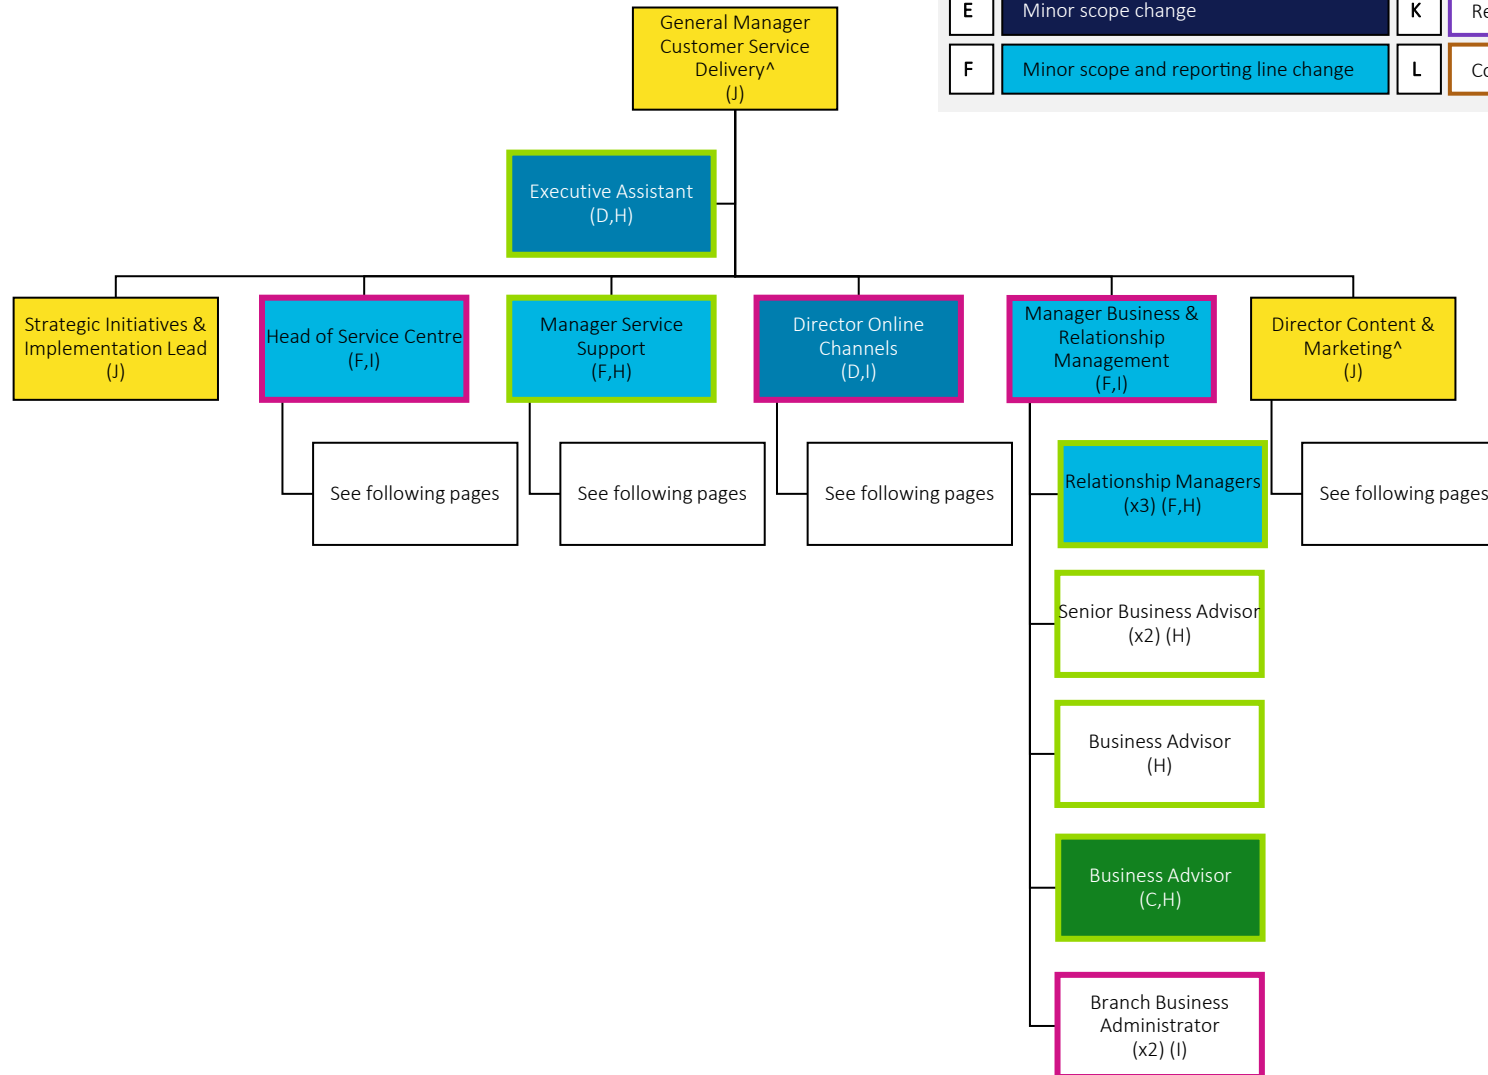 E Minor scope change K Re
F Minor scope and reporting line change L Co
General Manager
Customer Service
Delivery^
(J)
Executive Assistant
(D,H)
Strategic Initiatives &
Implementation Lead
(J)
Head of Service Centre
(F,I)
Manager Service
Support
(F,H)
Director Online
Channels
(D,I)
Manager Business &
Relationship
Management
(F,I)
Director Content &
Marketing^
(J)
See following pages
See following pages
See following pages
Relationship Managers
(x3) (F,H)
See following pages
Senior Business Advisor
(x2) (H)
Business Advisor
(H)
Business Advisor
(C,H)
Branch Business
Administrator
(x2) (I)